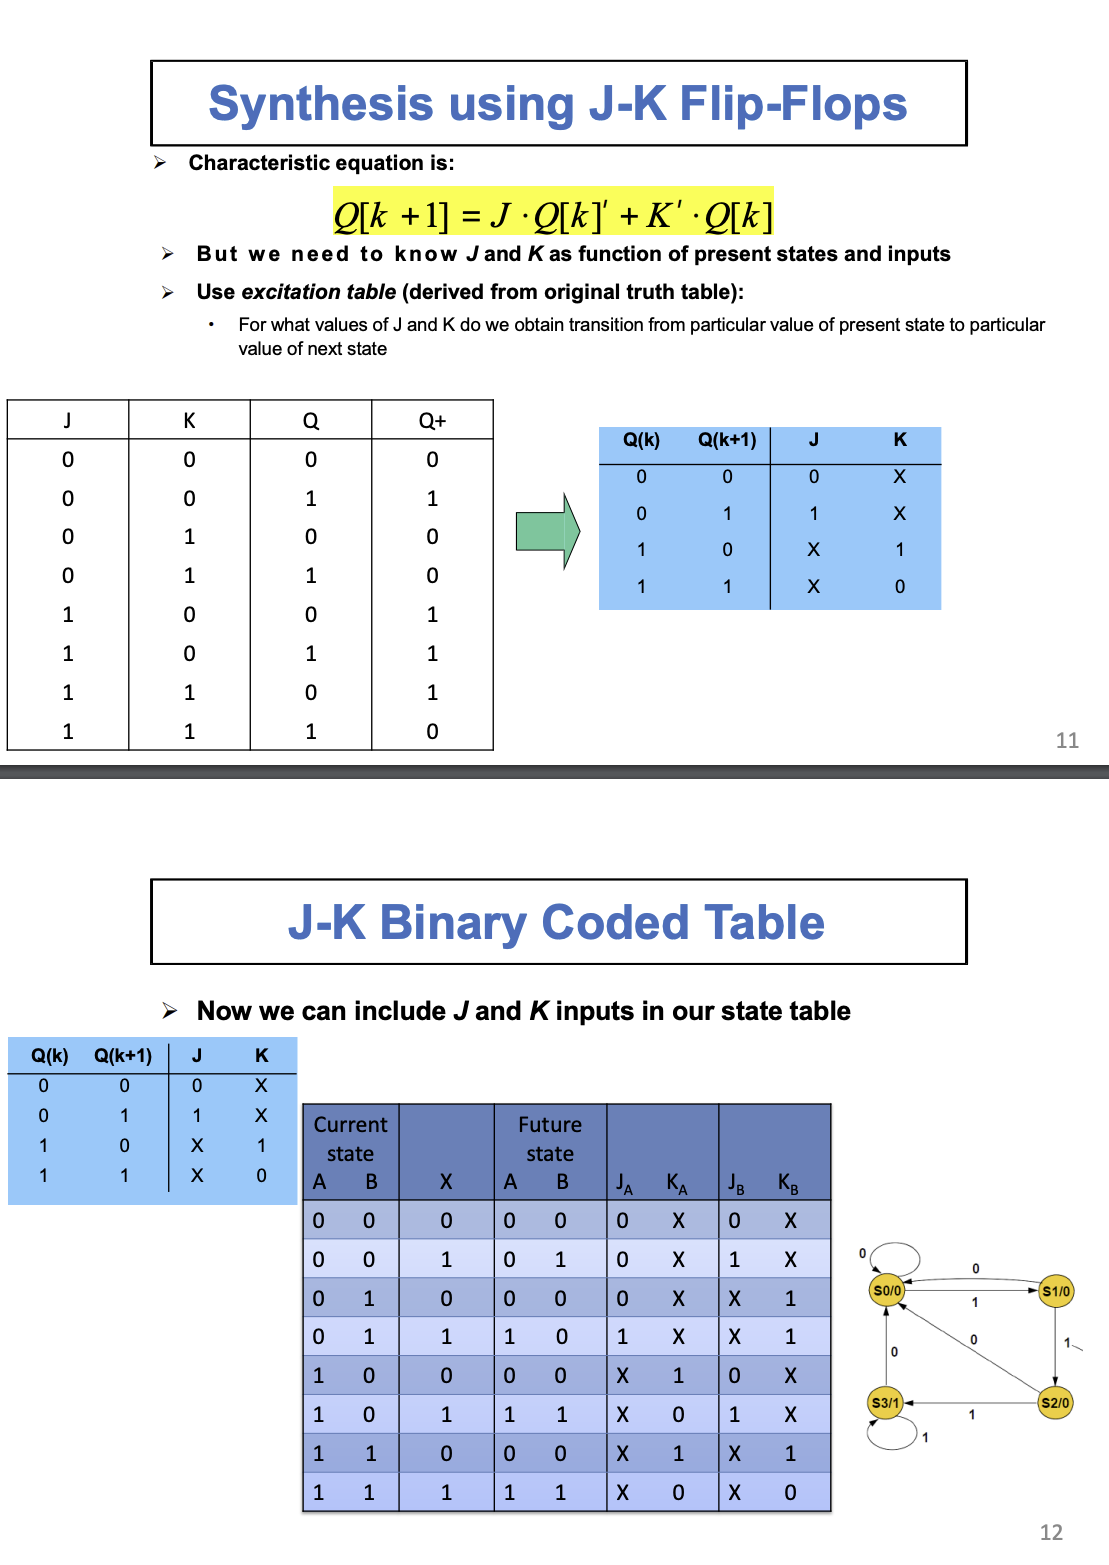 Synthesis using J-K Flip-Flops
➢ Characteristic equation is:
Q[k +1] = J ·Q[k]' + K' ·Q[k]
➢ But we need to know J and K as function of present states and inputs
➢ Use excitation table (derived from original truth table):
• For what values of J and K do we obtain transition from particular value of present state to particular
value of next state
J K Q Q+
0 0 0 0
0 0 1 1
0 1 0 0
0 1 1 0
1 0 0 1
1 0 1 1
1 1 0 1
1 1 1 0
Q(k) Q(k+1) J K
0 0 0 X
0 1 1 X
1 0 X 1
1 1 X 0
11
J-K Binary Coded Table
➢ Now we can include J and K inputs in our state table
Q(k) Q(k+1) J K
0 0 0 X
0 1 1 X
1 0 X 1
1 1 X 0
Current Future
state state
A B X A B JA KA JB KB
0 0 0 0 0 0 X 0 X
0 0 1 0 1 0 X 1 X
0 1 0 0 0 0 X X 1
0 1 1 1 0 1 X X 1
1 0 0 0 0 X 1 0 X
1 0 1 1 1 X 0 1 X
1 1 0 0 0 X 1 X 1
1 1 1 1 1 X 0 X 0
0
0
S0/0 S1/0
1
0 1
0
S3/1 S2/0
1
1
12